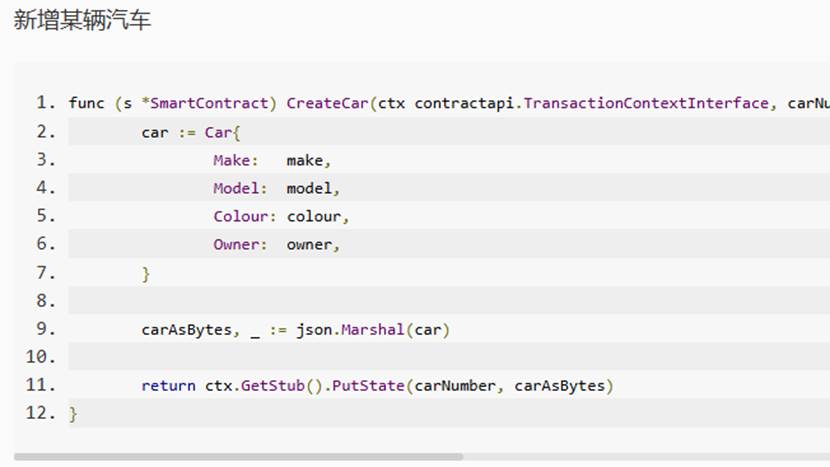 新增某辆汽车
1. func (s *SmartContract) CreateCar(ctx contractapi.TransactionContextInterface, carNu
2. car := Car{
3. Make: make,
4. Model: model,
5. Colour: colour,
6. Owner: owner,
7. }
8.
9. carAsBytes, _ := json.Marshal(car)
10.
11. return ctx.GetStub().PutState(carNumber, carAsBytes)
12. }